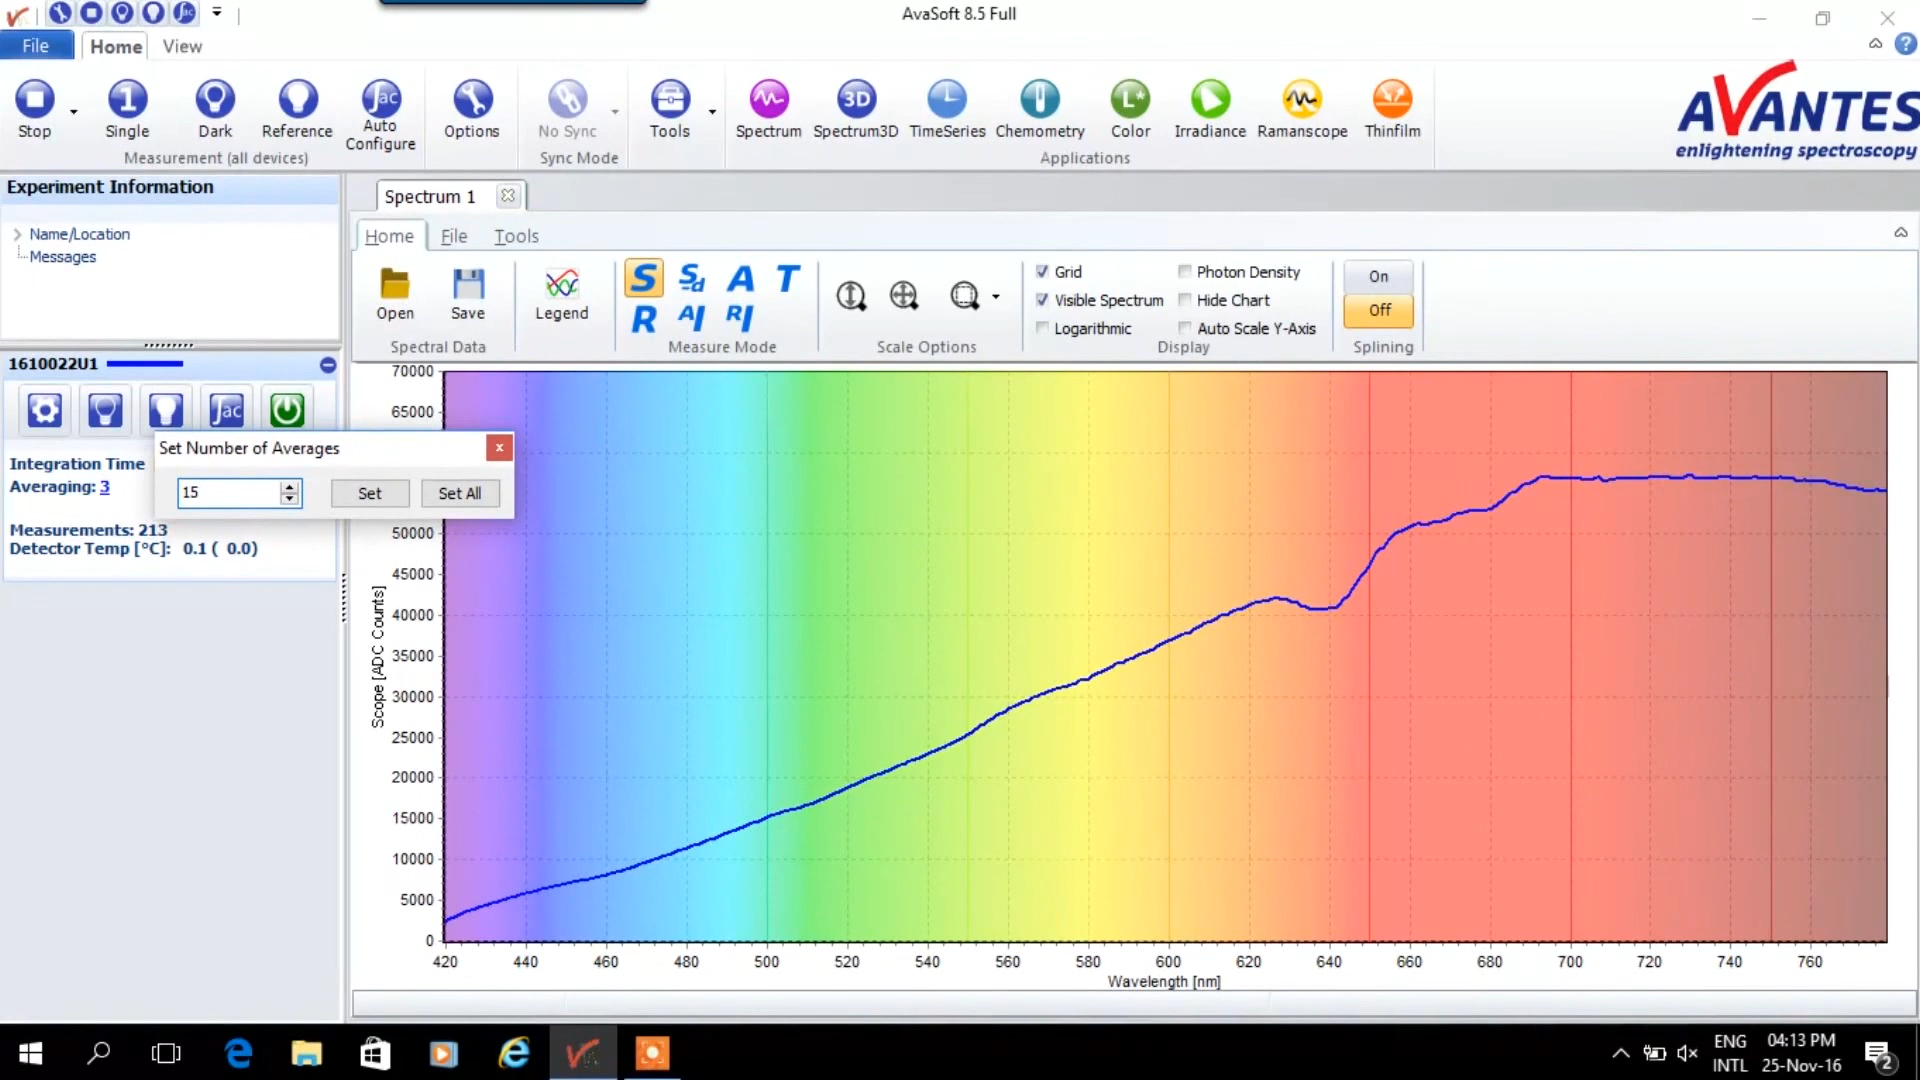 AvaSoft 8.5 Full
File Home View
Stop Single Dark Reference Auto Configure Options No Sync Tools Spectrum Spectrum3D TimeSeries Chemometry Color Irradiance Ramanscope Thinfilm
Measurement (all devices) Sync Mode Applications
AVANTES
enlightening spectroscopy
Experiment Information
Name/Location
Messages
1610022U1
Jac
Integration Time
Averaging: 3
Measurements: 213
Detector Temp [°C]: 0.1 ( 0.0)
Set Number of Averages x
15 Set Set All
Spectrum 1
Home File Tools
Open Save Legend
Spectral Data
S S-d A T
R AI RI
Measure Mode
Scale Options
Grid Photon Density
Visible Spectrum Hide Chart
Logarithmic Auto Scale Y-Axis
Display
On
Off
Splining
70000
65000
50000
45000
40000
35000
30000
25000
20000
15000
10000
5000
0
Scope [ADC Counts]
420 440 460 480 500 520 540 560 580 600 620 640 660 680 700 720 740 760
Wavelength [nm]
ENG 04:13 PM
INTL 25-Nov-16
2